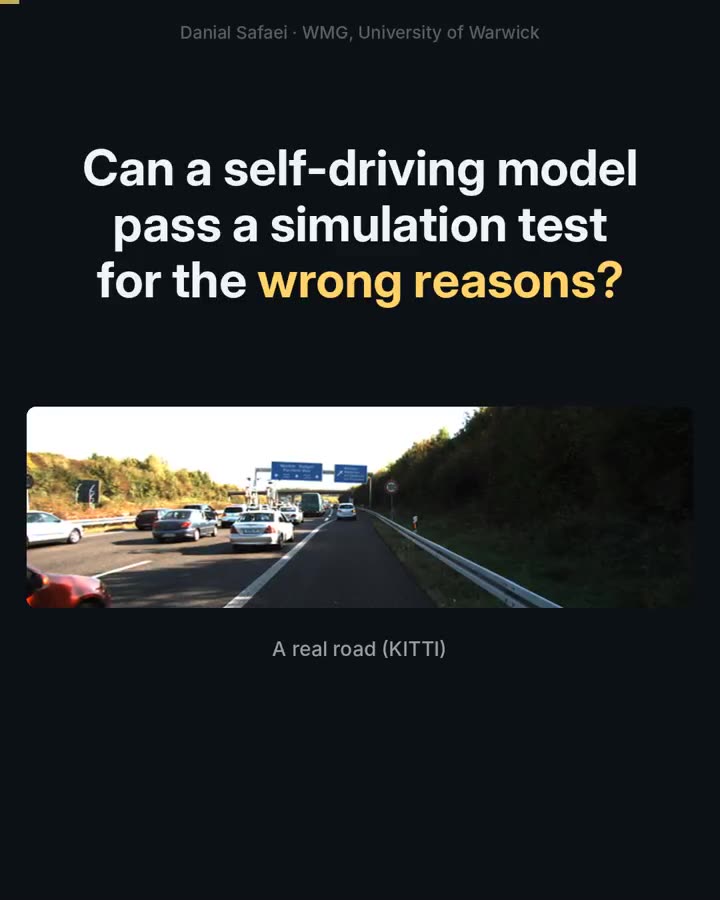 Danial Safaei · WMG, University of Warwick
Can a self-driving model
pass a simulation test
for the wrong reasons?
A real road (KITTI)